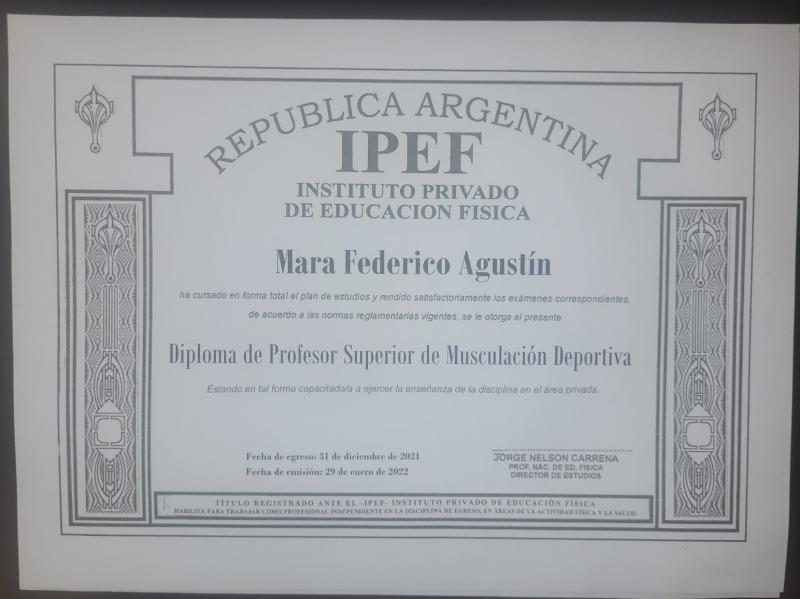 REPUBLICA ARGENTINA
IPEF
INSTITUTO PRIVADO
DE EDUCACION FISICA
Mara Federico Agustín
ha cursado en forma total el plan de estudios y rendido satisfactoriamente los exámenes correspondientes,
de acuerdo a las normas reglamentarias vigentes, se le otorga el presente
Diploma de Profesor Superior de Musculación Deportiva
Estando en tal forma capacitado/a a ejercer la enseñanza de la disciplina en el área privada.
Fecha de egreso: 31 de diciembre de 2021
Fecha de emisión: 29 de enero de 2022
JORGE NELSON CARRENA
PROF. NAC. DE ED. FISICA
DIRECTOR DE ESTUDIOS
TÍTULO REGISTRADO ANTE EL -IPEF- INSTITUTO PRIVADO DE EDUCACIÓN FÍSICA
HABILITA PARA TRABAJAR COMO PROFESIONAL INDEPENDIENTE EN LA DISCIPLINA DE EGRESO, EN ÁREAS DE LA ACTIVIDAD FÍSICA Y LA SALUD.